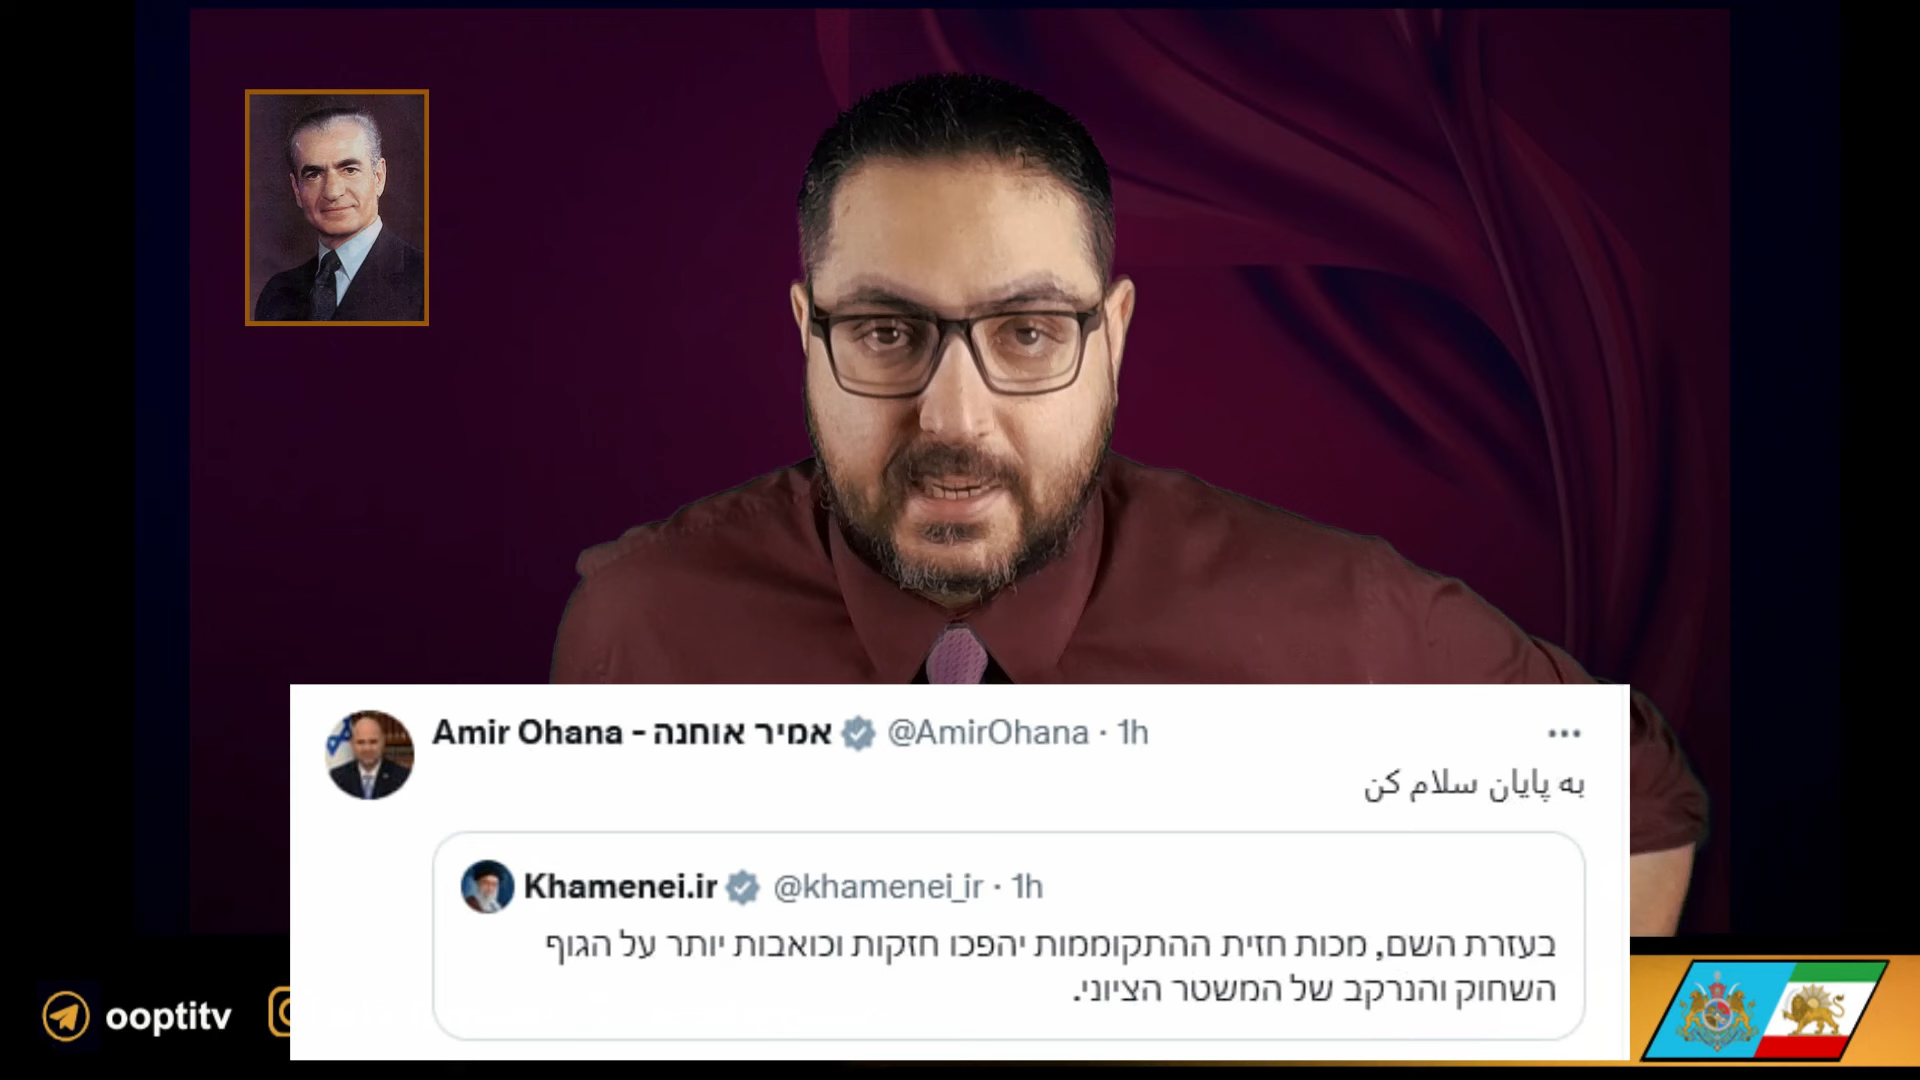 Amir Ohana - אמיר אוחנה @AmirOhana · 1h
به پایان سلام کن
Khamenei.ir @khamenei_ir · 1h
בעזרת השם, מכות חזית ההתקוממות יהפכו חזקות וכואבות יותר על הגוף
השחוק והנרקב של המשטר הציוני.
ooptitv